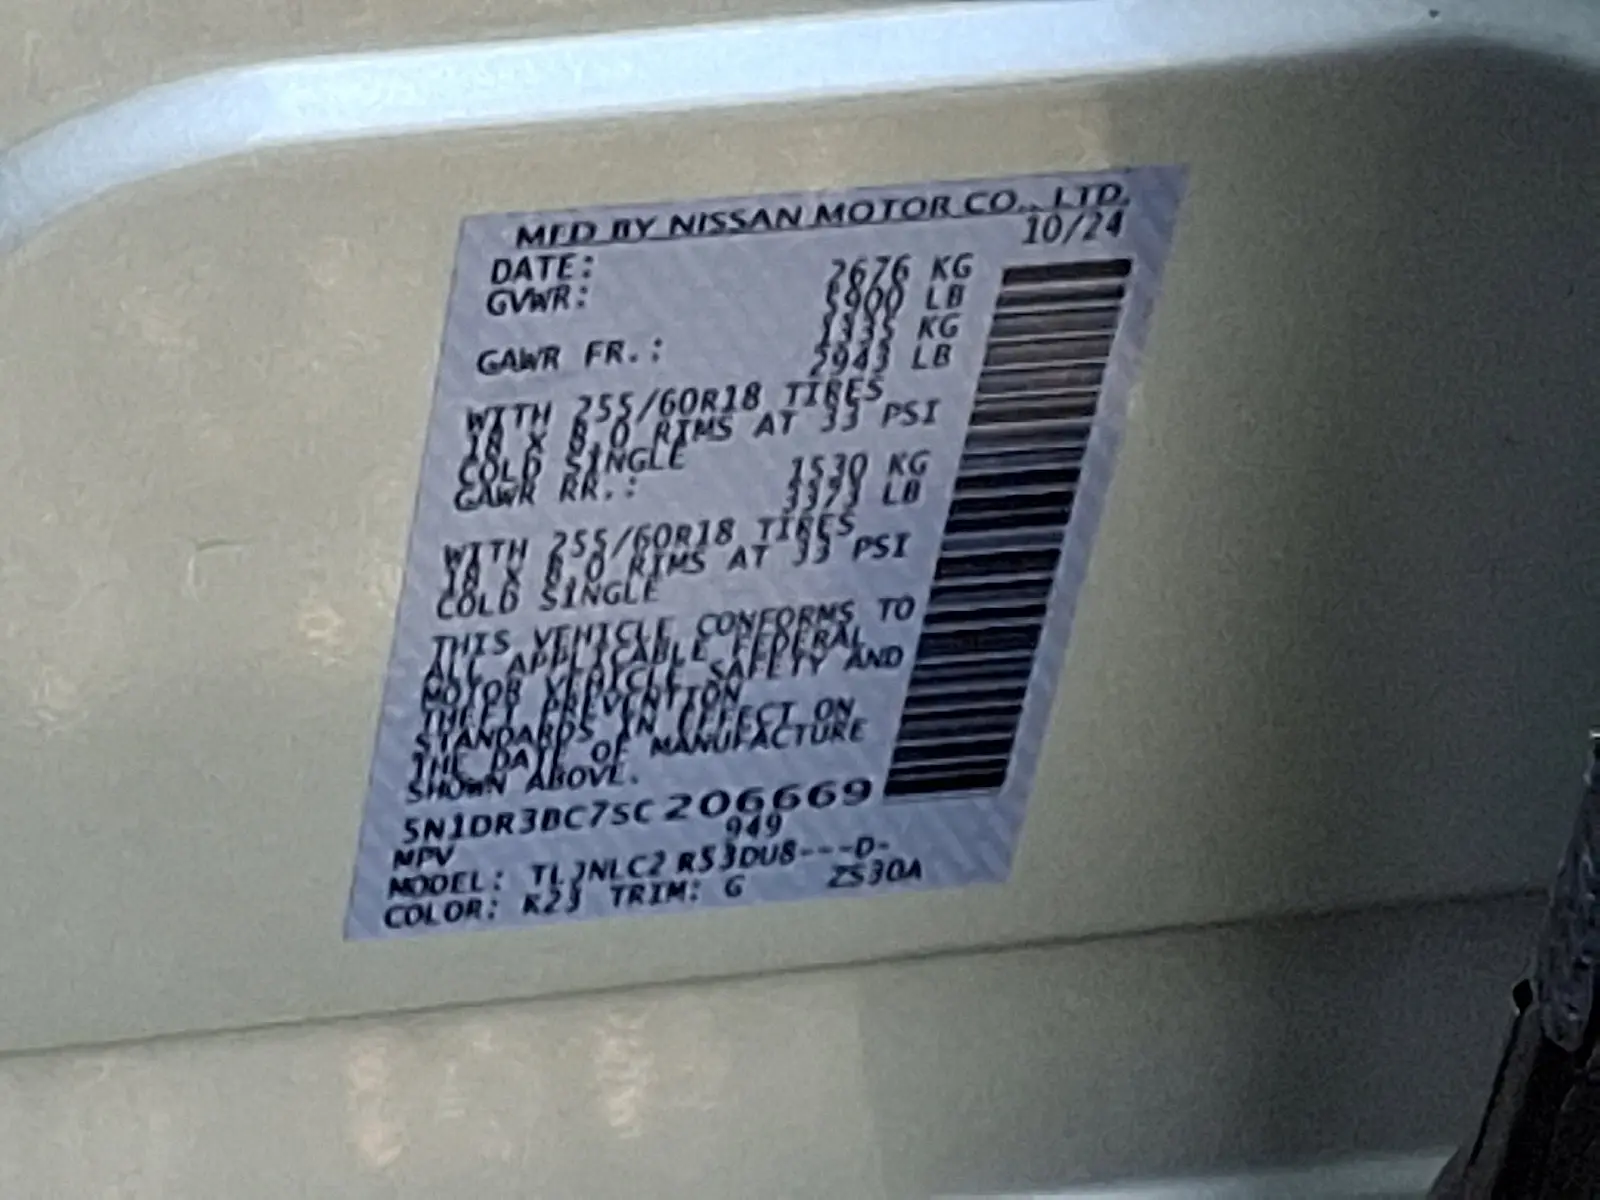 MFD BY NISSAN MOTOR CO., LTD.
DATE: 10/24
GVWR: 2676 KG
5900 LB
GAWR FR.: 1335 KG
2943 LB
WITH 255/60R18 TIRES
18 X 8.0 RIMS AT 33 PSI
COLD SINGLE
GAWR RR.: 1530 KG
3373 LB
WITH 255/60R18 TIRES
18 X 8.0 RIMS AT 33 PSI
COLD SINGLE
THIS VEHICLE CONFORMS TO
ALL APPLICABLE FEDERAL
MOTOR VEHICLE SAFETY AND
THEFT PREVENTION
STANDARDS IN EFFECT ON
THE DATE OF MANUFACTURE
SHOWN ABOVE.
5N1DR3BC7SC206669
MPV 949
MODEL: R53DU8---D-
COLOR: K23 TRIM: G ZS30A